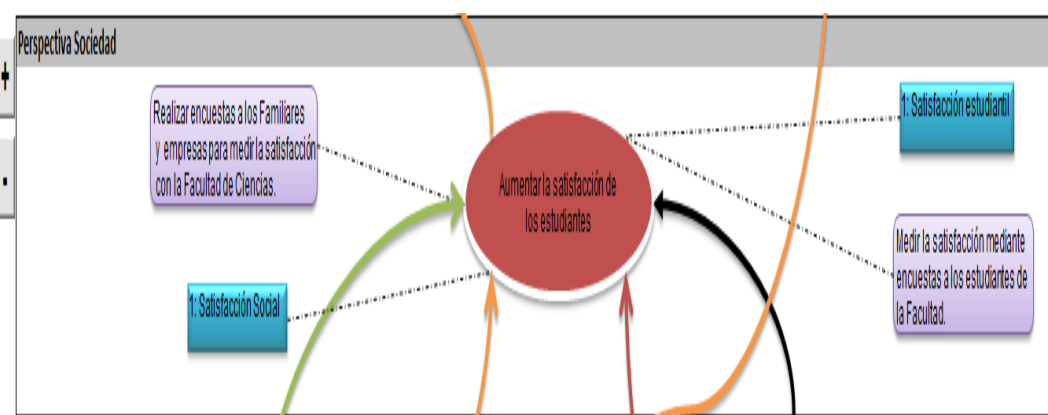 Perspectiva Sociedad
+
-
Realizar encuestas a los Familiares
y empresas para medir la satisfacción
con la Facultad de Ciencias.
1: Satisfacción estudiantil
Aumentar la satisfacción de
los estudiantes
Medir la satisfacción mediante
encuestas a los estudiantes de
la Facultad.
1: Satisfacción Social